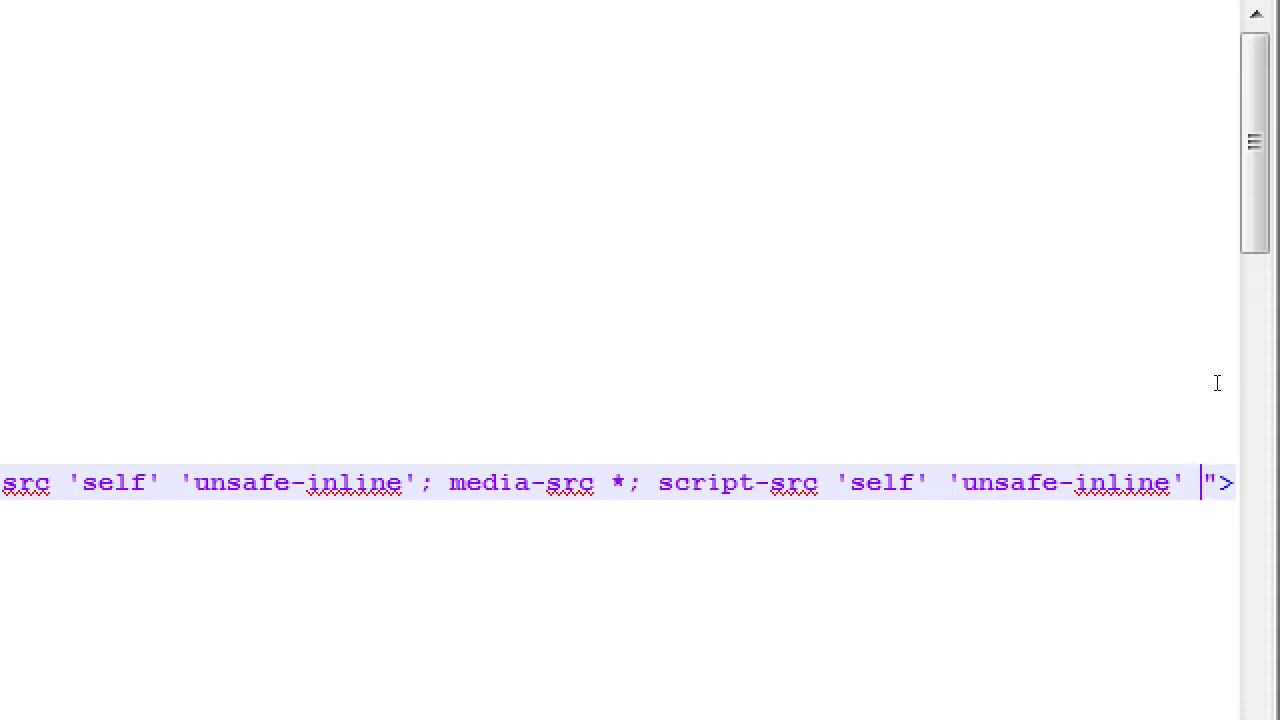 src 'self' 'unsafe-inline'; media-src *; script-src 'self' 'unsafe-inline' ">